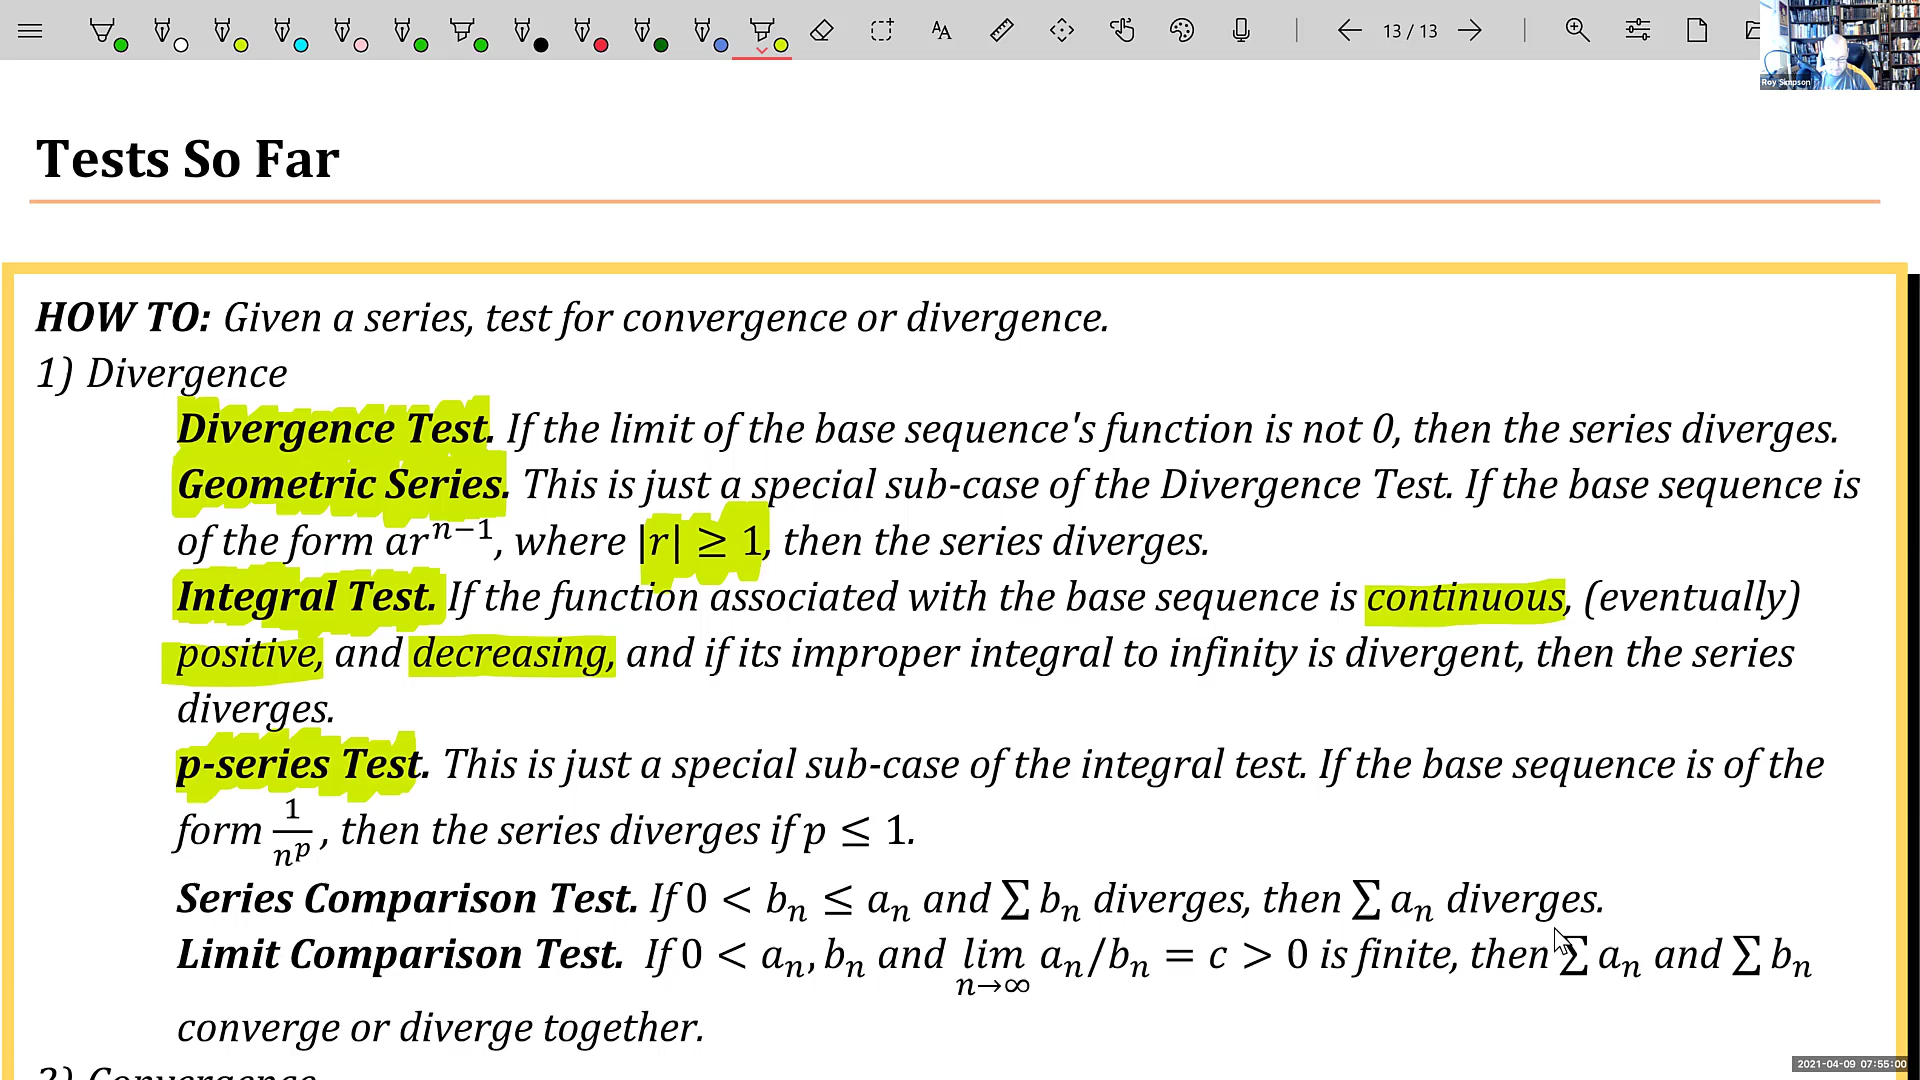 13 / 13
Roy Simpson
Tests So Far
HOW TO: Given a series, test for convergence or divergence.
1) Divergence
Divergence Test. If the limit of the base sequence's function is not 0, then the series diverges.
Geometric Series. This is just a special sub-case of the Divergence Test. If the base sequence is
of the form ar^{n−1}, where |r| ≥ 1, then the series diverges.
Integral Test. If the function associated with the base sequence is continuous, (eventually)
positive, and decreasing, and if its improper integral to infinity is divergent, then the series
diverges.
p-series Test. This is just a special sub-case of the integral test. If the base sequence is of the
form 1/n^p, then the series diverges if p ≤ 1.
Series Comparison Test. If 0 < b_n ≤ a_n and ∑ b_n diverges, then ∑ a_n diverges.
Limit Comparison Test. If 0 < a_n, b_n and lim_{n→∞} a_n/b_n = c > 0 is finite, then ∑ a_n and ∑ b_n
converge or diverge together.
2) Convergence
2021-04-09 07:55:00